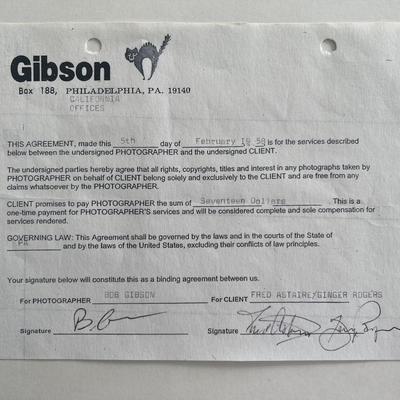 Gibson
Box 188, PHILADELPHIA, PA. 19140
CALIFORNIA
OFFICES
THIS AGREEMENT, made this 5th day of February 19 58 is for the services described
below between the undersigned PHOTOGRAPHER and the undersigned CLIENT.
The undersigned parties hereby agree that all rights, copyrights, titles and interest in any photographs taken by
PHOTOGRAPHER on behalf of CLIENT belong solely and exclusively to the CLIENT and are free from any
claims whatsoever by the PHOTOGRAPHER.
CLIENT promises to pay PHOTOGRAPHER the sum of Seventeen Dollars. This is a
one-time payment for PHOTOGRAPHER'S services and will be considered complete and sole compensation for
services rendered.
GOVERNING LAW: This Agreement shall be governed by the laws and in the courts of the State of
PA and by the laws of the United States, excluding their conflicts of law principles.
Your signature below will constitute this as a binding agreement between us.
For PHOTOGRAPHER BOB GIBSON For CLIENT FRED ASTAIRE/GINGER ROGERS
Signature Signature